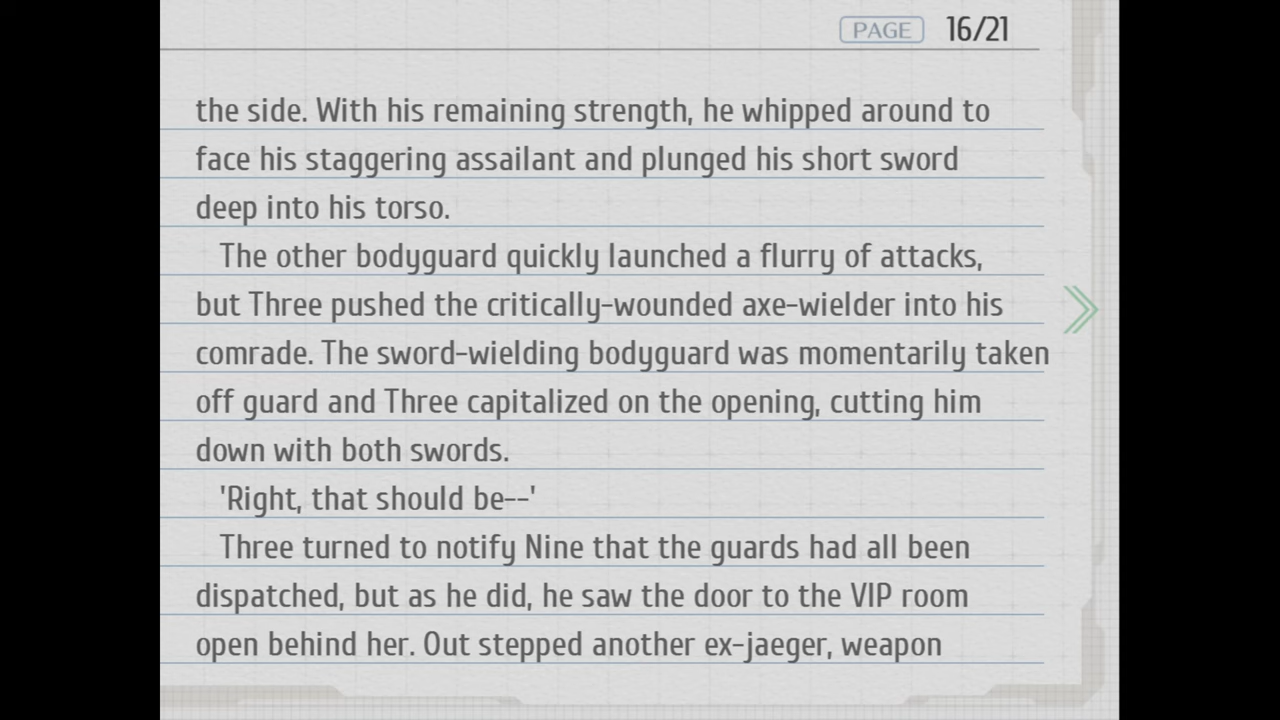 PAGE 16/21
the side. With his remaining strength, he whipped around to
face his staggering assailant and plunged his short sword
deep into his torso.
The other bodyguard quickly launched a flurry of attacks,
but Three pushed the critically-wounded axe-wielder into his
comrade. The sword-wielding bodyguard was momentarily taken
off guard and Three capitalized on the opening, cutting him
down with both swords.
'Right, that should be--'
Three turned to notify Nine that the guards had all been
dispatched, but as he did, he saw the door to the VIP room
open behind her. Out stepped another ex-jaeger, weapon